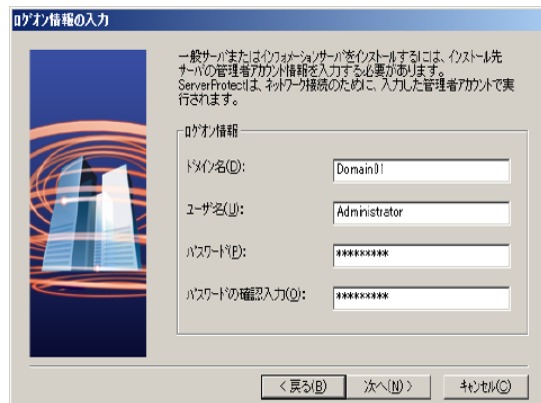 ログオン情報の入力
一般サーバまたはインフォメーションサーバをインストールするには、インストール先
サーバの管理者アカウント情報を入力する必要があります。
ServerProtectは、ネットワーク接続のために、入力した管理者アカウントで実
行されます。
ログオン情報
ドメイン名(D):
Domain01
ユーザ名(U):
Administrator
パスワード(P):
*********
パスワードの確認入力(O):
*********
< 戻る(B)
次へ(N) >
キャンセル(C)